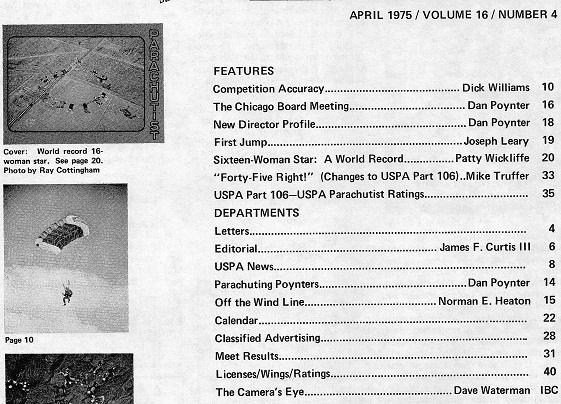 APRIL 1975 / VOLUME 16 / NUMBER 4
PARACHUTIST
Cover: World record 16-
woman star. See page 20.
Photo by Ray Cottingham
Page 10
FEATURES
Competition Accuracy.......................................... Dick Williams 10
The Chicago Board Meeting..................................... Dan Poynter 16
New Director Profile.............................................. Dan Poynter 18
First Jump............................................................Joseph Leary 19
Sixteen-Woman Star: A World Record...............Patty Wickliffe 20
"Forty-Five Right!" (Changes to USPA Part 106)..Mike Truffer 33
USPA Part 106—USPA Parachutist Ratings............................... 35
DEPARTMENTS
Letters.................................................................................. 4
Editorial...................................................... James F. Curtis III 6
USPA News........................................................................... 8
Parachuting Poynters............................................Dan Poynter 14
Off the Wind Line........................................ Norman E. Heaton 15
Calendar................................................................................ 22
Classified Advertising.............................................................. 28
Meet Results........................................................................... 31
Licenses/Wings/Ratings............................................................ 40
The Camera's Eye............................................ Dave Waterman IBC